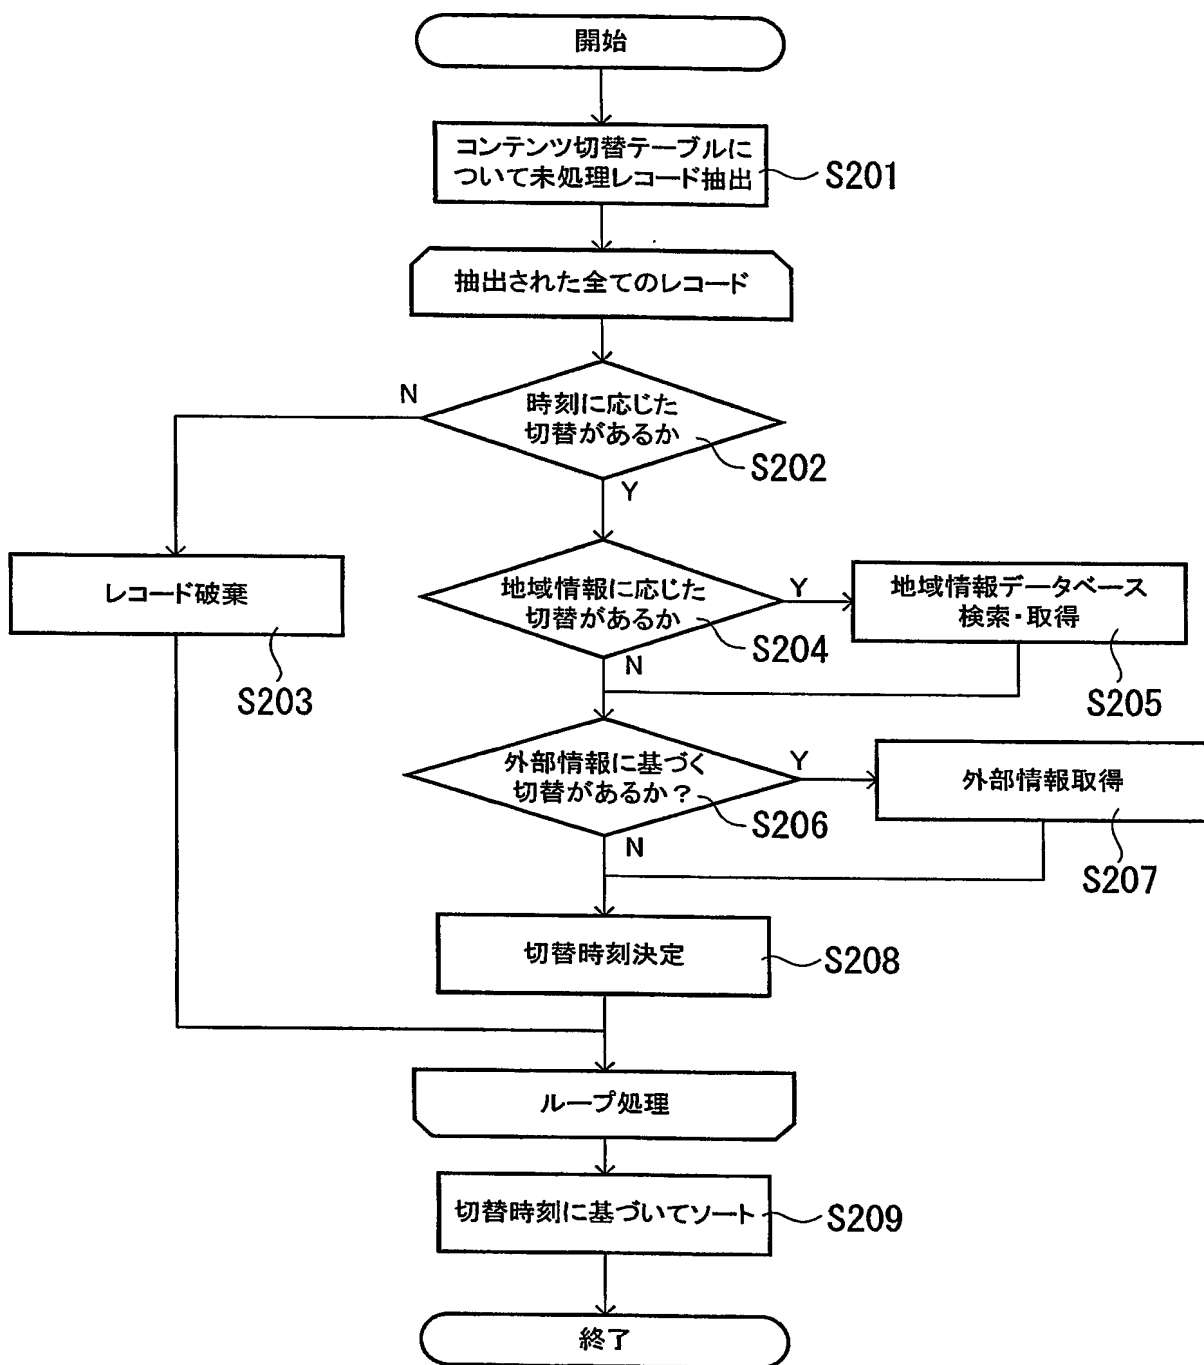 開始
コンテンツ切替テーブルに
ついて未処理レコード抽出
S201
抽出された全てのレコード
N
時刻に応じた
切替があるか
S202
Y
レコード破棄
S203
地域情報に応じた
切替があるか
S204
Y
N
地域情報データベース
検索・取得
S205
外部情報に基づく
切替があるか？
S206
Y
N
外部情報取得
S207
切替時刻決定
S208
ループ処理
切替時刻に基づいてソート
S209
終了